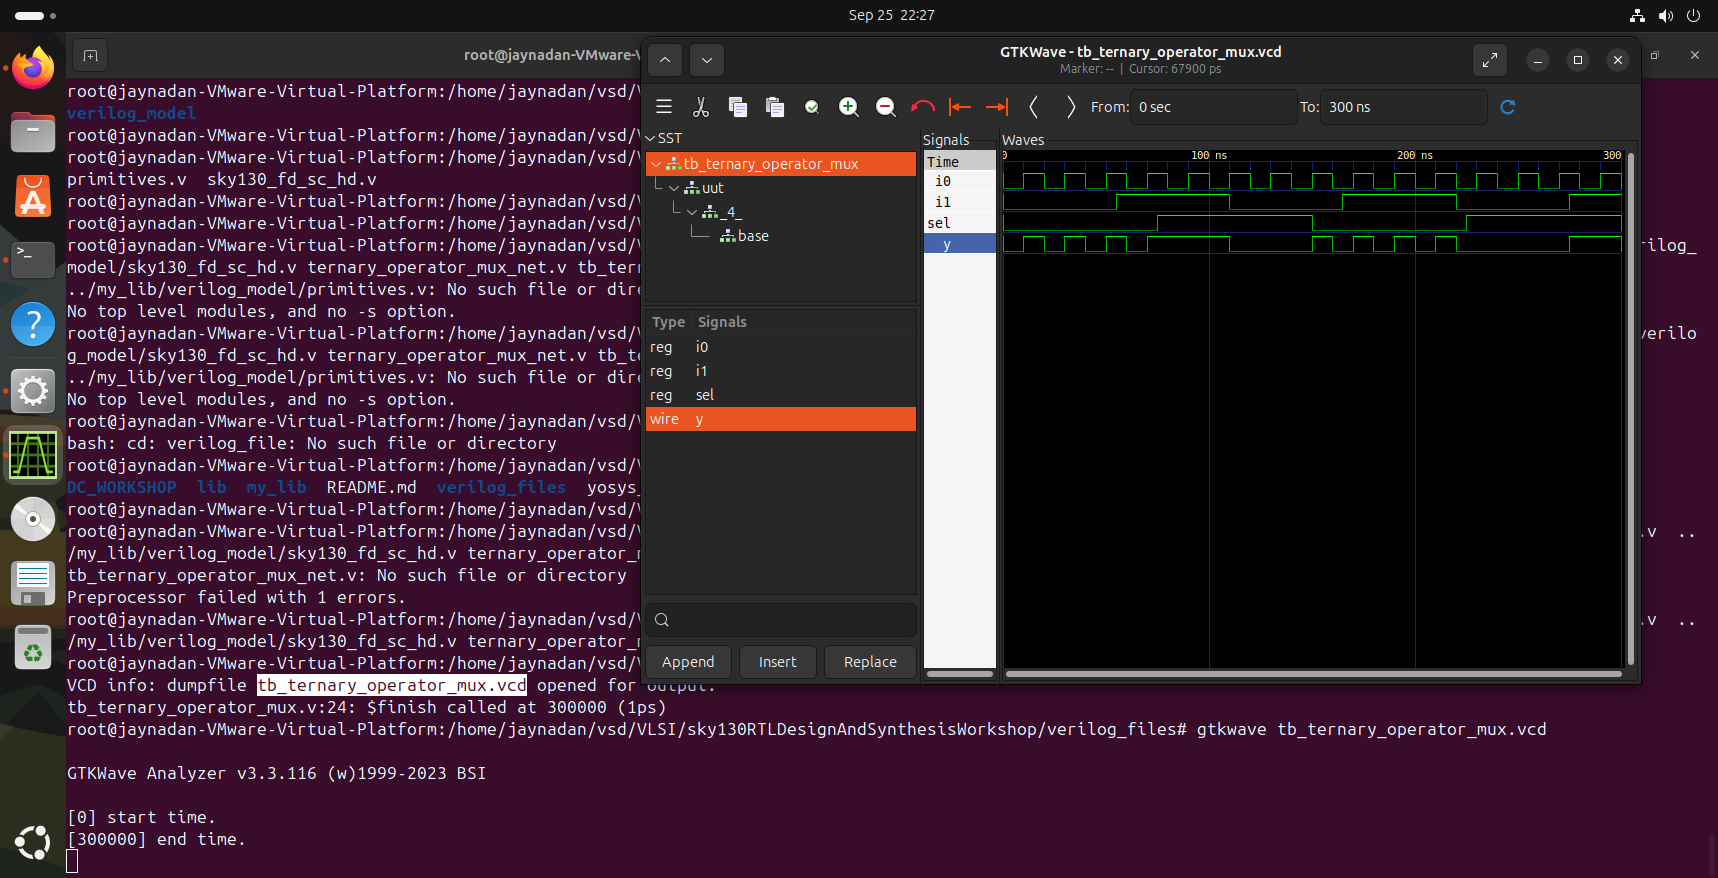 Sep 25 22:27
root@jaynadan-VMware-
GTKWave - tb_ternary_operator_mux.vcd
Marker: -- | Cursor: 67900 ps
From: 0 sec To: 300 ns
SST
tb_ternary_operator_mux
uut
_4_
base
Type Signals
reg i0
reg i1
reg sel
wire y
Append Insert Replace
Signals
Time
i0
i1
sel
y
Waves
0 100 ns 200 ns 300
root@jaynadan-VMware-Virtual-Platform:/home/jaynadan/vsd/
verilog_model
root@jaynadan-VMware-Virtual-Platform:/home/jaynadan/vsd/
root@jaynadan-VMware-Virtual-Platform:/home/jaynadan/vsd/
primitives.v sky130_fd_sc_hd.v
root@jaynadan-VMware-Virtual-Platform:/home/jaynadan/vsd/
root@jaynadan-VMware-Virtual-Platform:/home/jaynadan/vsd/
root@jaynadan-VMware-Virtual-Platform:/home/jaynadan/vsd/ rilog_
model/sky130_fd_sc_hd.v ternary_operator_mux_net.v tb_ter
../my_lib/verilog_model/primitives.v: No such file or dir
No top level modules, and no -s option.
root@jaynadan-VMware-Virtual-Platform:/home/jaynadan/vsd/ verilo
g_model/sky130_fd_sc_hd.v ternary_operator_mux_net.v tb_
../my_lib/verilog_model/primitives.v: No such file or dir
No top level modules, and no -s option.
root@jaynadan-VMware-Virtual-Platform:/home/jaynadan/vsd/
bash: cd: verilog_file: No such file or directory
root@jaynadan-VMware-Virtual-Platform:/home/jaynadan/vsd/
DC_WORKSHOP lib my_lib README.md verilog_files yosys_
root@jaynadan-VMware-Virtual-Platform:/home/jaynadan/vsd/
root@jaynadan-VMware-Virtual-Platform:/home/jaynadan/vsd/ .v ..
/my_lib/verilog_model/sky130_fd_sc_hd.v ternary_operator_
tb_ternary_operator_mux_net.v: No such file or directory
Preprocessor failed with 1 errors.
root@jaynadan-VMware-Virtual-Platform:/home/jaynadan/vsd/ .v ..
/my_lib/verilog_model/sky130_fd_sc_hd.v ternary_operator_
root@jaynadan-VMware-Virtual-Platform:/home/jaynadan/vsd/
VCD info: dumpfile tb_ternary_operator_mux.vcd opened for output.
tb_ternary_operator_mux.v:24: $finish called at 300000 (1ps)
root@jaynadan-VMware-Virtual-Platform:/home/jaynadan/vsd/VLSI/sky130RTLDesignAndSynthesisWorkshop/verilog_files# gtkwave tb_ternary_operator_mux.vcd
GTKWave Analyzer v3.3.116 (w)1999-2023 BSI
[0] start time.
[300000] end time.